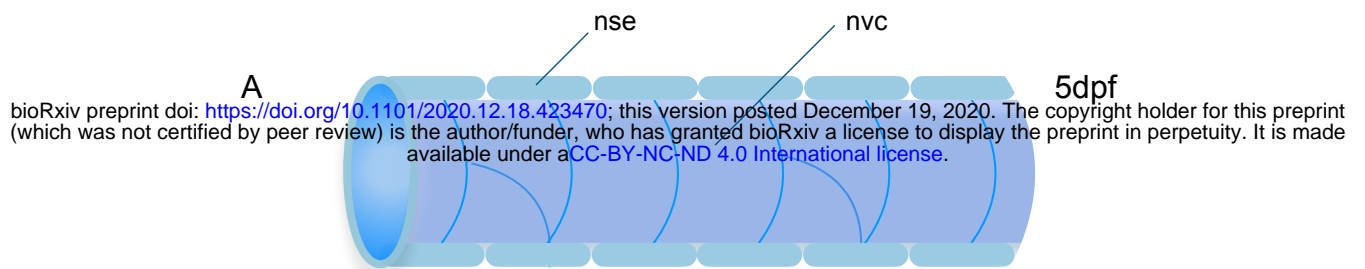 nse
nvc
A
5dpf
bioRxiv preprint doi: https://doi.org/10.1101/2020.12.18.423470; this version posted December 19, 2020. The copyright holder for this preprint
(which was not certified by peer review) is the author/funder, who has granted bioRxiv a license to display the preprint in perpetuity. It is made
available under aCC-BY-NC-ND 4.0 International license.